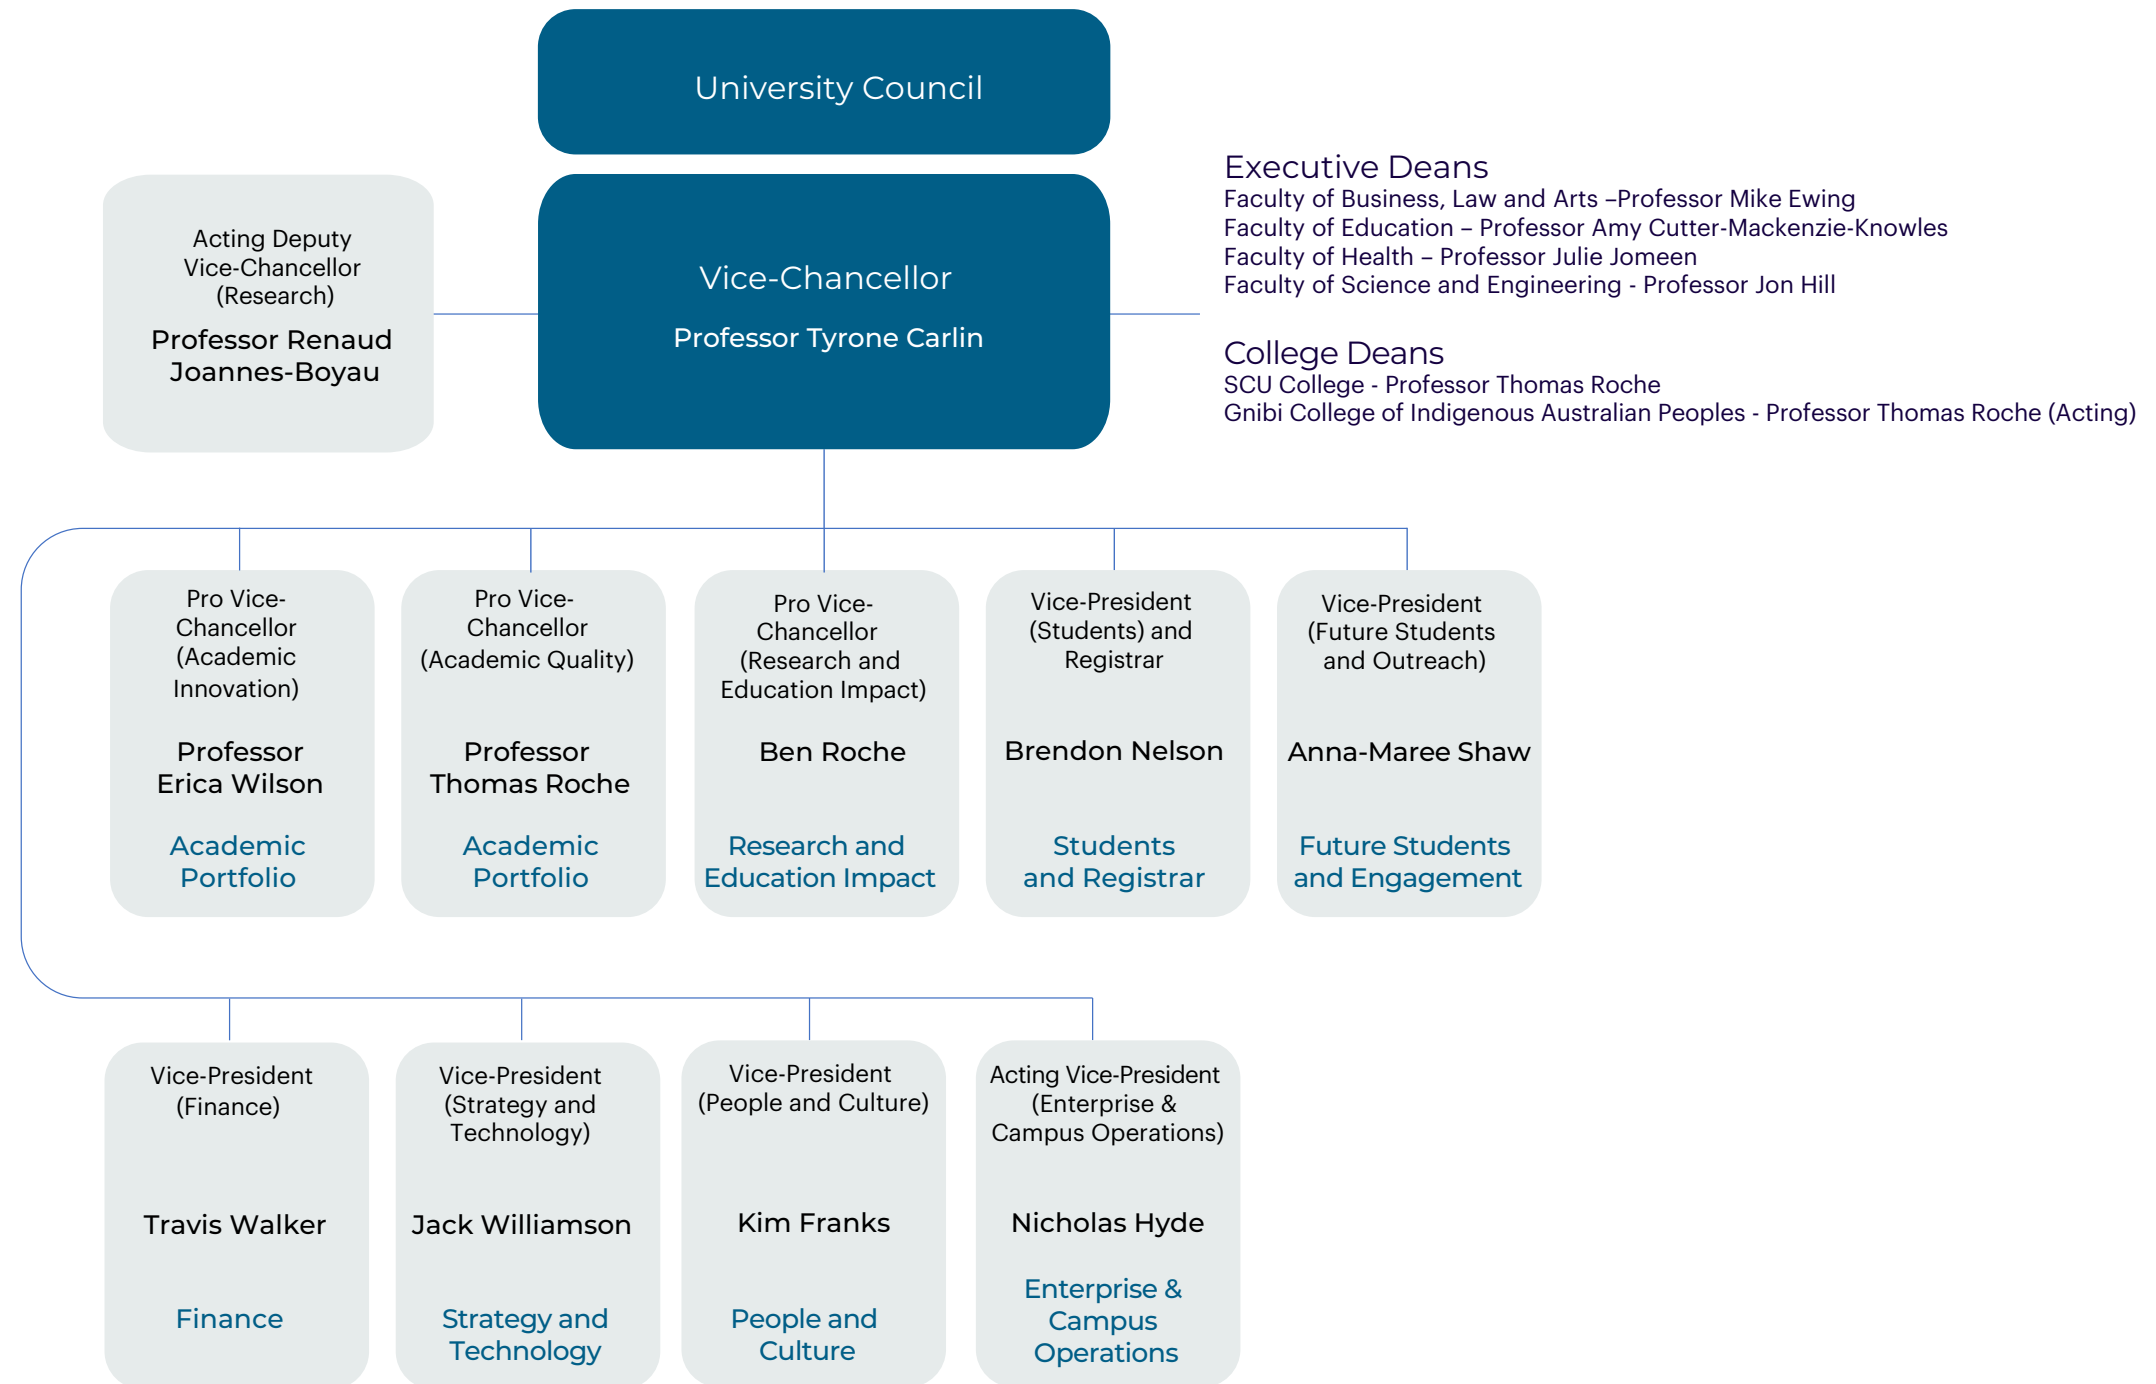 University Council
Acting Deputy
Vice-Chancellor
(Research)
Professor Renaud
Joannes-Boyau
Vice-Chancellor
Professor Tyrone Carlin
Executive Deans
Faculty of Business, Law and Arts –Professor Mike Ewing
Faculty of Education – Professor Amy Cutter-Mackenzie-Knowles
Faculty of Health – Professor Julie Jomeen
Faculty of Science and Engineering - Professor Jon Hill
College Deans
SCU College - Professor Thomas Roche
Gnibi College of Indigenous Australian Peoples - Professor Thomas Roche (Acting)
Pro Vice-
Chancellor
(Academic
Innovation)
Professor
Erica Wilson
Academic
Portfolio
Pro Vice-
Chancellor
(Academic Quality)
Professor
Thomas Roche
Academic
Portfolio
Pro Vice-
Chancellor
(Research and
Education Impact)
Ben Roche
Research and
Education Impact
Vice-President
(Students) and
Registrar
Brendon Nelson
Students
and Registrar
Vice-President
(Future Students
and Outreach)
Anna-Maree Shaw
Future Students
and Engagement
Vice-President
(Finance)
Travis Walker
Finance
Vice-President
(Strategy and
Technology)
Jack Williamson
Strategy and
Technology
Vice-President
(People and Culture)
Kim Franks
People and
Culture
Acting Vice-President
(Enterprise &
Campus Operations)
Nicholas Hyde
Enterprise &
Campus
Operations